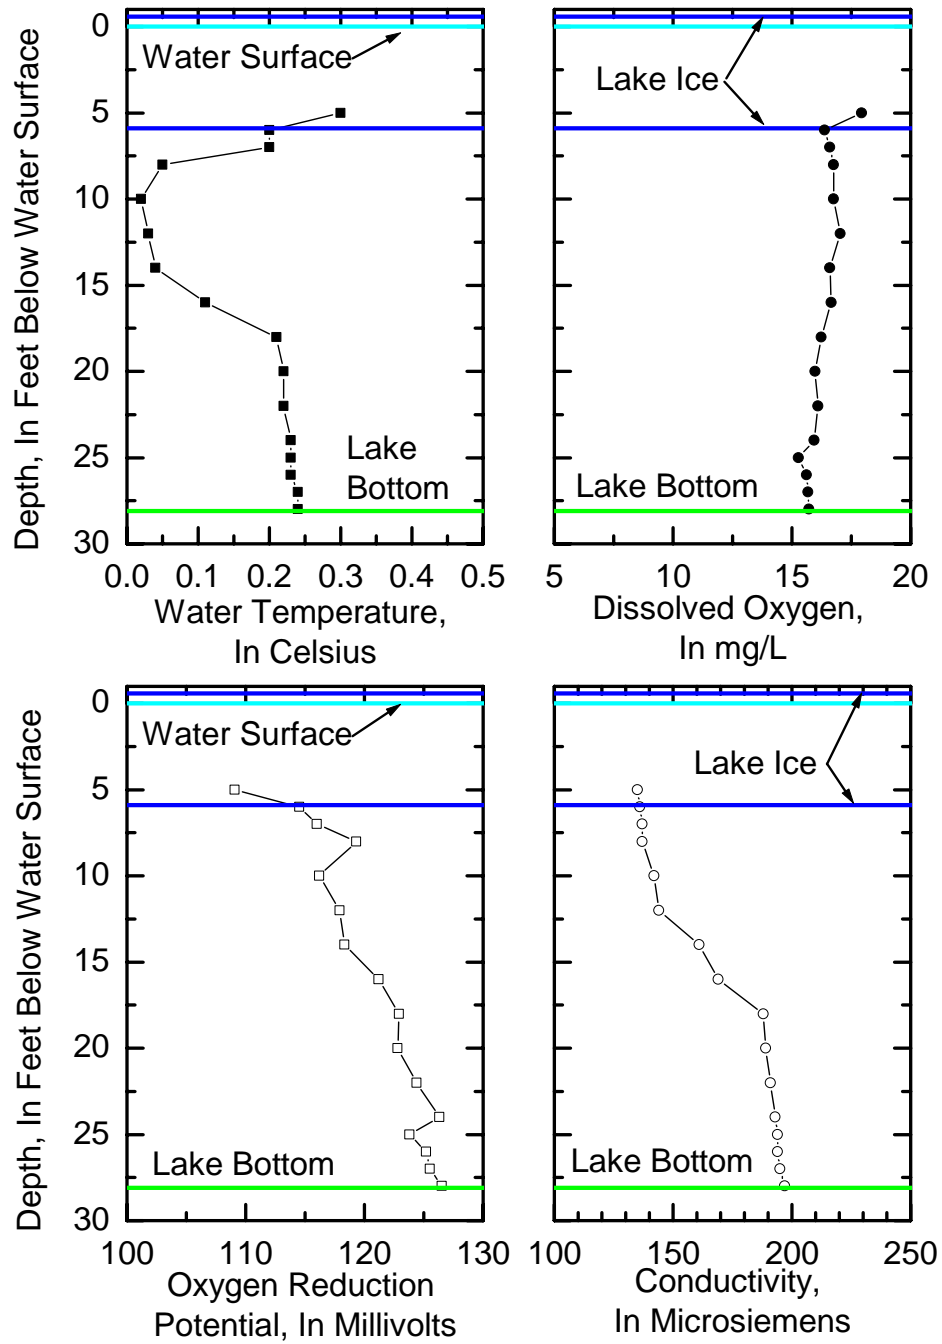 Depth, In Feet Below Water Surface
0
5
10
15
20
25
30
Water Surface
Lake
Bottom
0.0 0.1 0.2 0.3 0.4 0.5
Water Temperature,
In Celsius
Lake Ice
Lake Bottom
5 10 15 20
Dissolved Oxygen,
In mg/L
Depth, In Feet Below Water Surface
0
5
10
15
20
25
30
Water Surface
Lake Bottom
100 110 120 130
Oxygen Reduction
Potential, In Millivolts
Lake Ice
Lake Bottom
100 150 200 250
Conductivity,
In Microsiemens